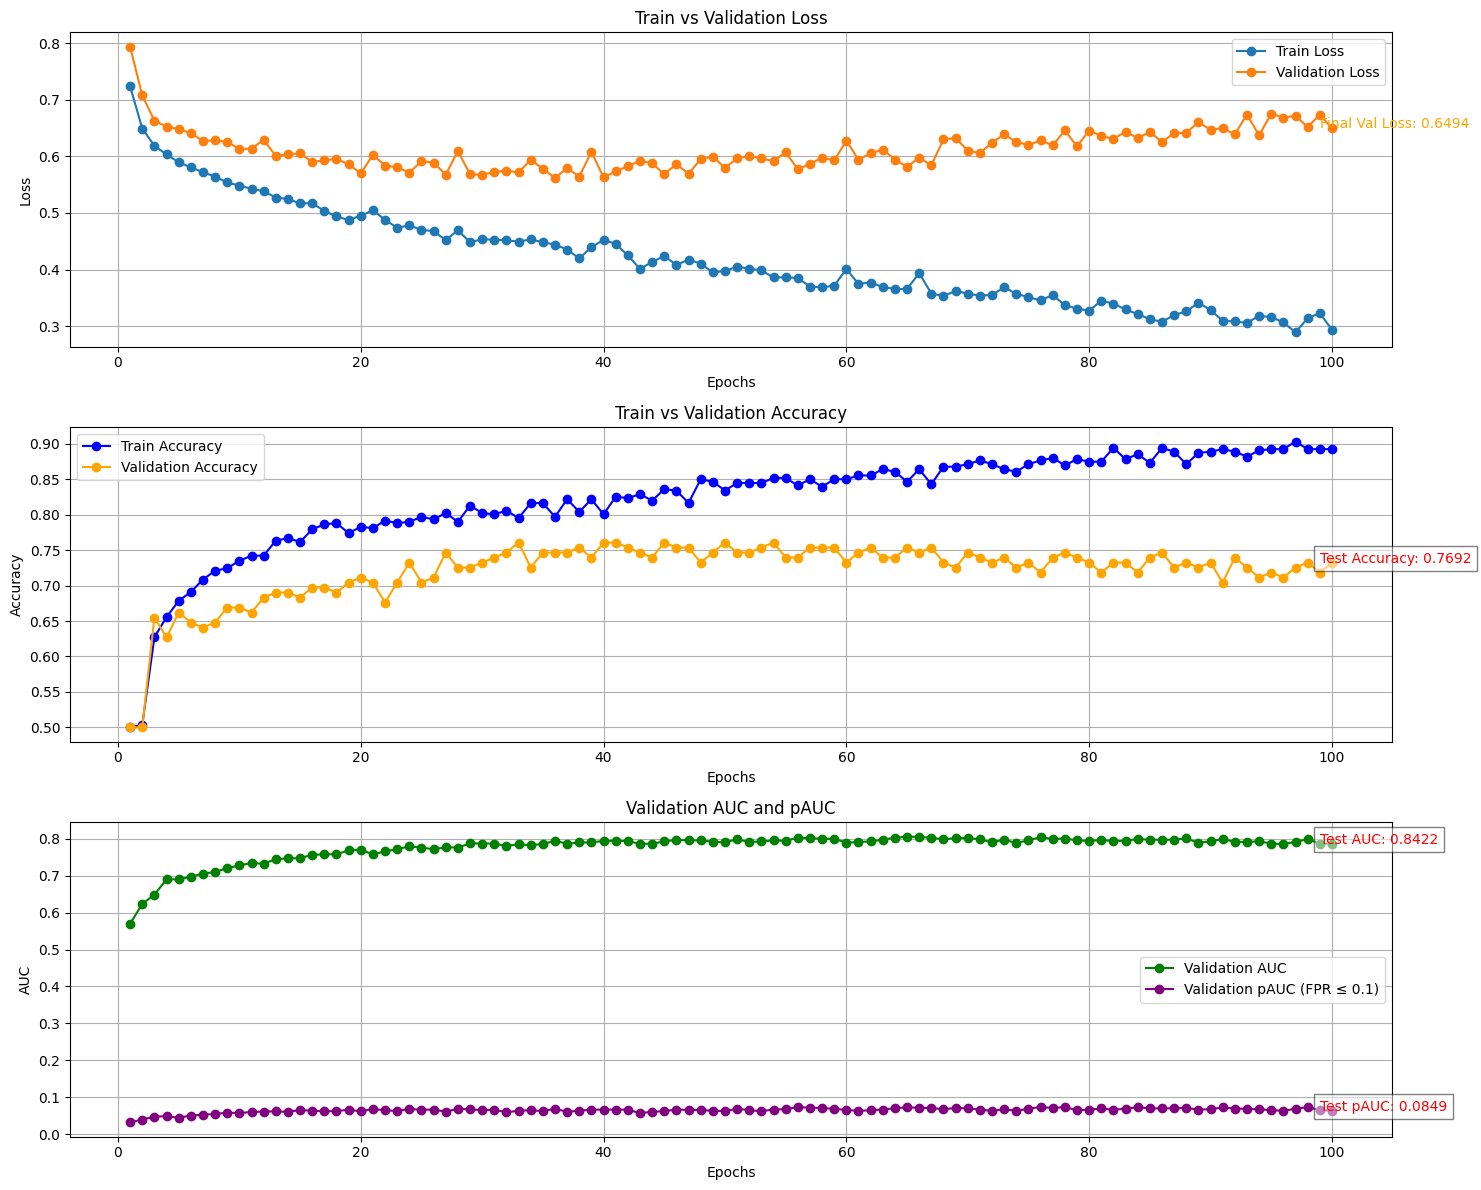 Train vs Validation Loss
0.8
0.7
0.6
0.5
0.4
0.3
Loss
Train Loss
Validation Loss
Final Val Loss: 0.6494
0 20 40 60 80 100
Epochs
Train vs Validation Accuracy
0.90
0.85
0.80
0.75
0.70
0.65
0.60
0.55
0.50
Accuracy
Train Accuracy
Validation Accuracy
Test Accuracy: 0.7692
0 20 40 60 80 100
Epochs
Validation AUC and pAUC
0.8
0.7
0.6
0.5
0.4
0.3
0.2
0.1
0.0
AUC
Test AUC: 0.8422
Validation AUC
Validation pAUC (FPR ≤ 0.1)
Test pAUC: 0.0849
0 20 40 60 80 100
Epochs